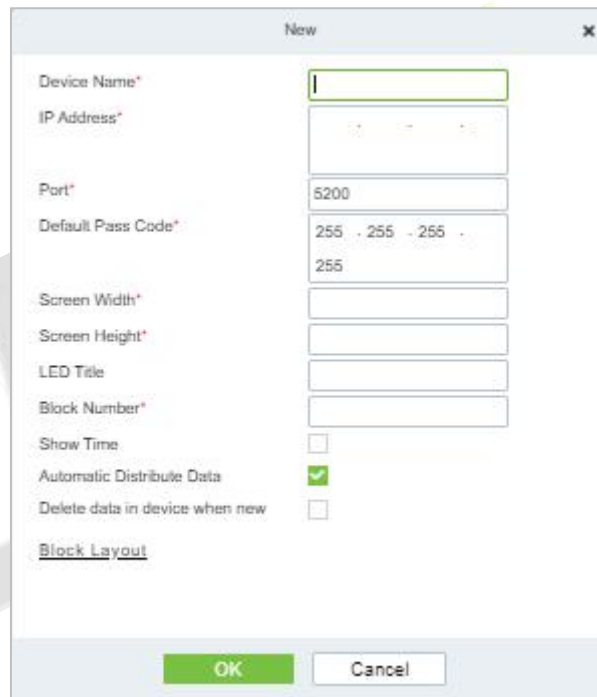 New
Device Name*
IP Address*
. . .
Port* 5200
Default Pass Code* 255 . 255 . 255 .
255
Screen Width*
Screen Height*
LED Title
Block Number*
Show Time
Automatic Distribute Data
Delete data in device when new
Block Layout
OK Cancel